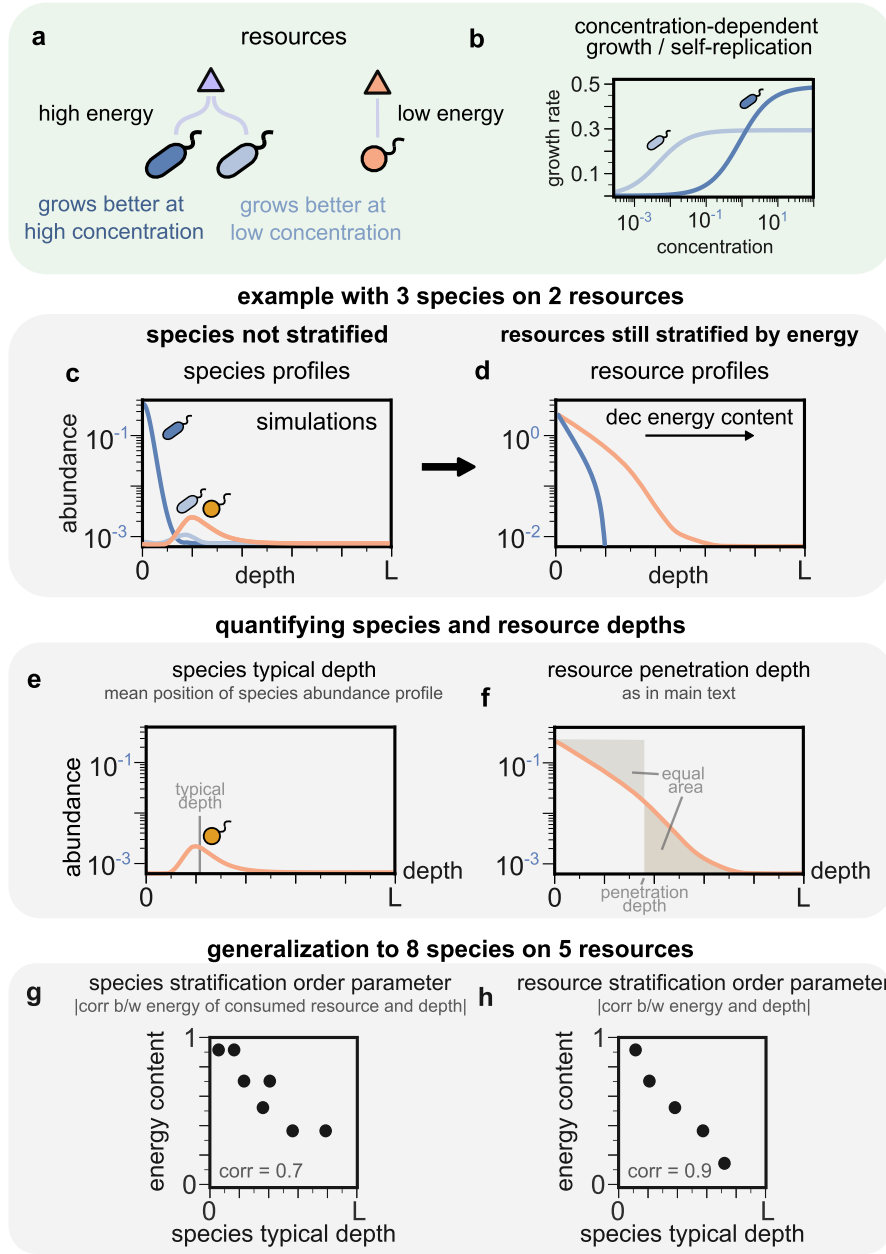 a
resources
high energy
low energy
grows better at
high concentration
grows better at
low concentration
b
concentration-dependent
growth / self-replication
growth rate
0.5
0.3
0.1
10-3
10-1
101
concentration
example with 3 species on 2 resources
species not stratified
c
species profiles
simulations
abundance
10-1
10-3
0
depth
L
resources still stratified by energy
d
resource profiles
dec energy content
100
10-2
0
depth
L
quantifying species and resource depths
e
species typical depth
mean position of species abundance profile
abundance
10-1
10-3
typical
depth
depth
0
L
f
resource penetration depth
as in main text
10-1
10-3
equal
area
depth
0
penetration
depth
L
generalization to 8 species on 5 resources
g
species stratification order parameter
|corr b/w energy of consumed resource and depth|
energy content
1
0
corr = 0.7
0
L
species typical depth
h
resource stratification order parameter
|corr b/w energy and depth|
energy content
1
0
corr = 0.9
0
L
species typical depth